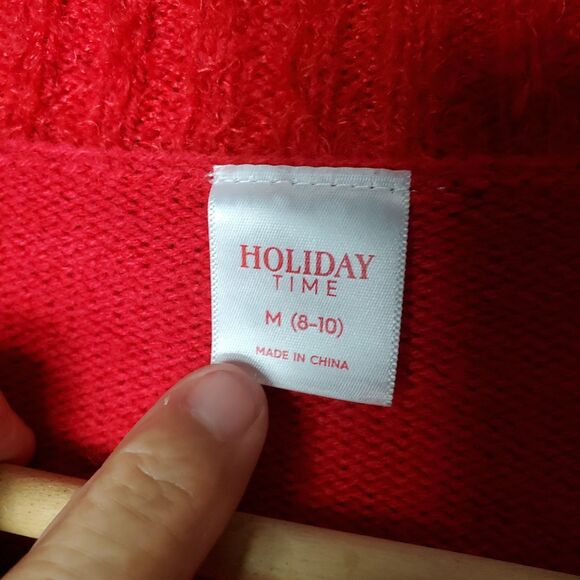 HOLIDAY
TIME
M (8-10)
MADE IN CHINA